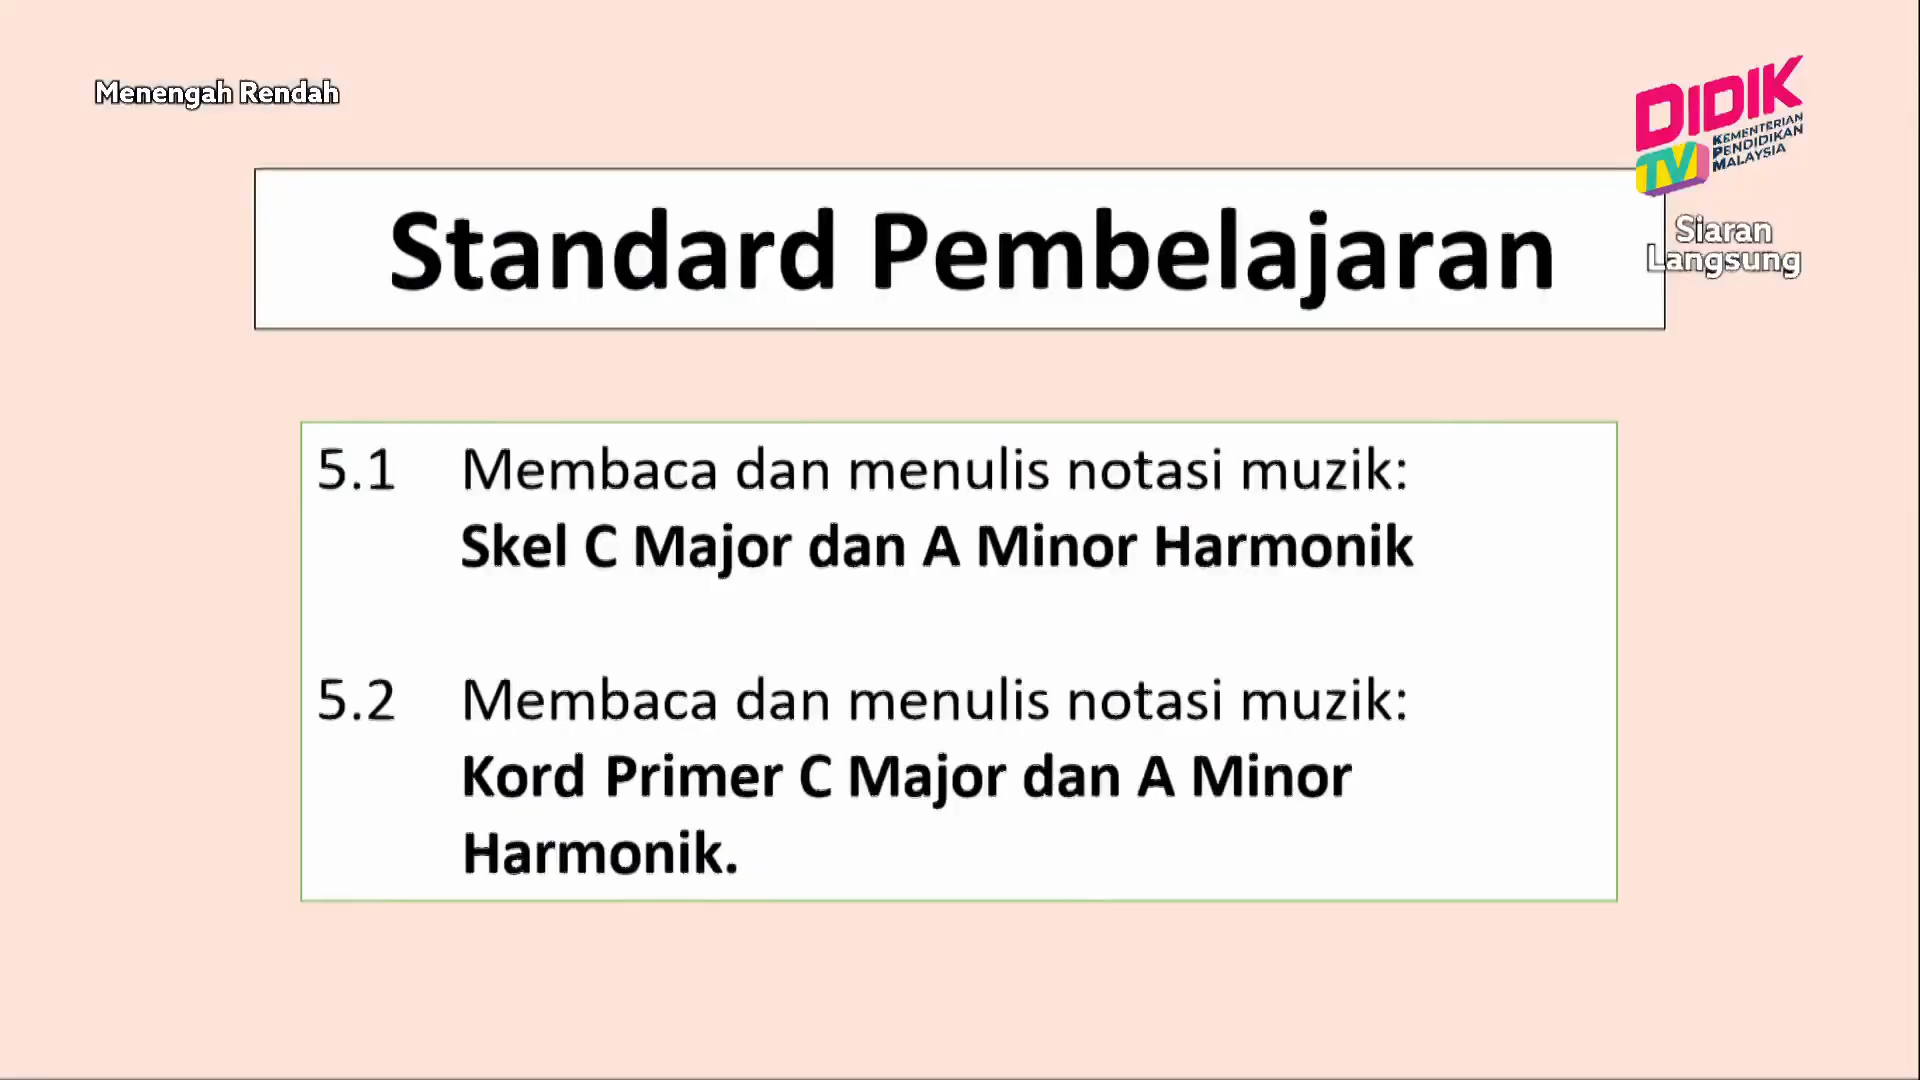 Menengah Rendah
DIDIK
TV
KEMENTERIAN
PENDIDIKAN
MALAYSIA
Siaran
Langsung
Standard Pembelajaran
5.1 Membaca dan menulis notasi muzik:
Skel C Major dan A Minor Harmonik
5.2 Membaca dan menulis notasi muzik:
Kord Primer C Major dan A Minor
Harmonik.